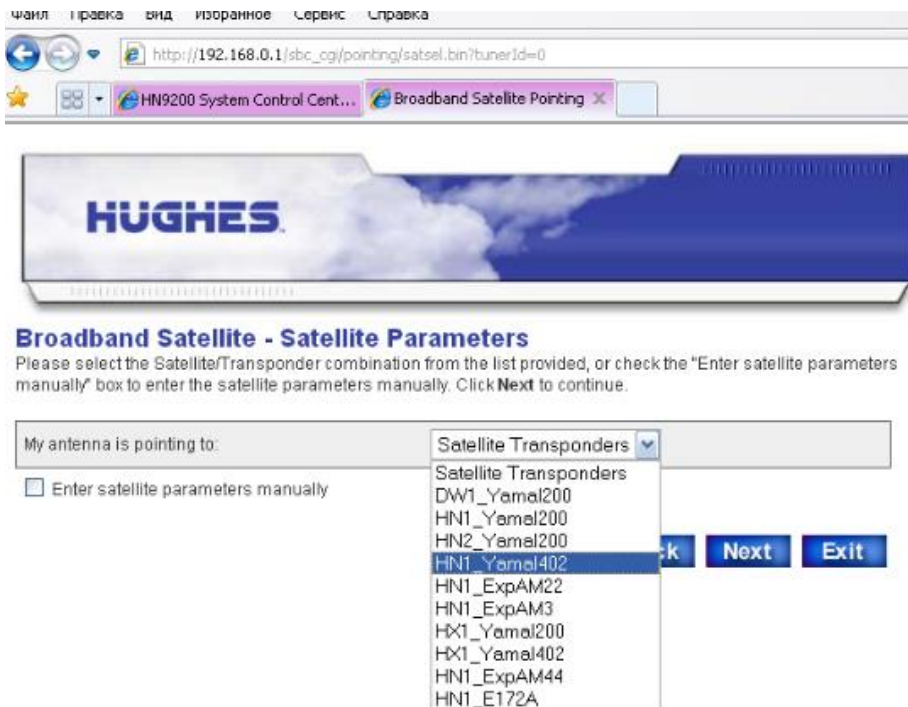 Файл Правка Вид Избранное Сервис Справка
http://192.168.0.1/sbc_cgi/pointing/satsel.bin?tunerId=0
HN9200 System Control Cent... Broadband Satellite Pointing
HUGHES.
Broadband Satellite - Satellite Parameters
Please select the Satellite/Transponder combination from the list provided, or check the "Enter satellite parameters
manually" box to enter the satellite parameters manually. Click Next to continue.
My antenna is pointing to: Satellite Transponders
Enter satellite parameters manually
Satellite Transponders
DW1_Yamal200
HN1_Yamal200
HN2_Yamal200
HN1_Yamal402
ck Next Exit
HN1_ExpAM22
HN1_ExpAM3
HX1_Yamal200
HX1_Yamal402
HN1_ExpAM44
HN1_E172A